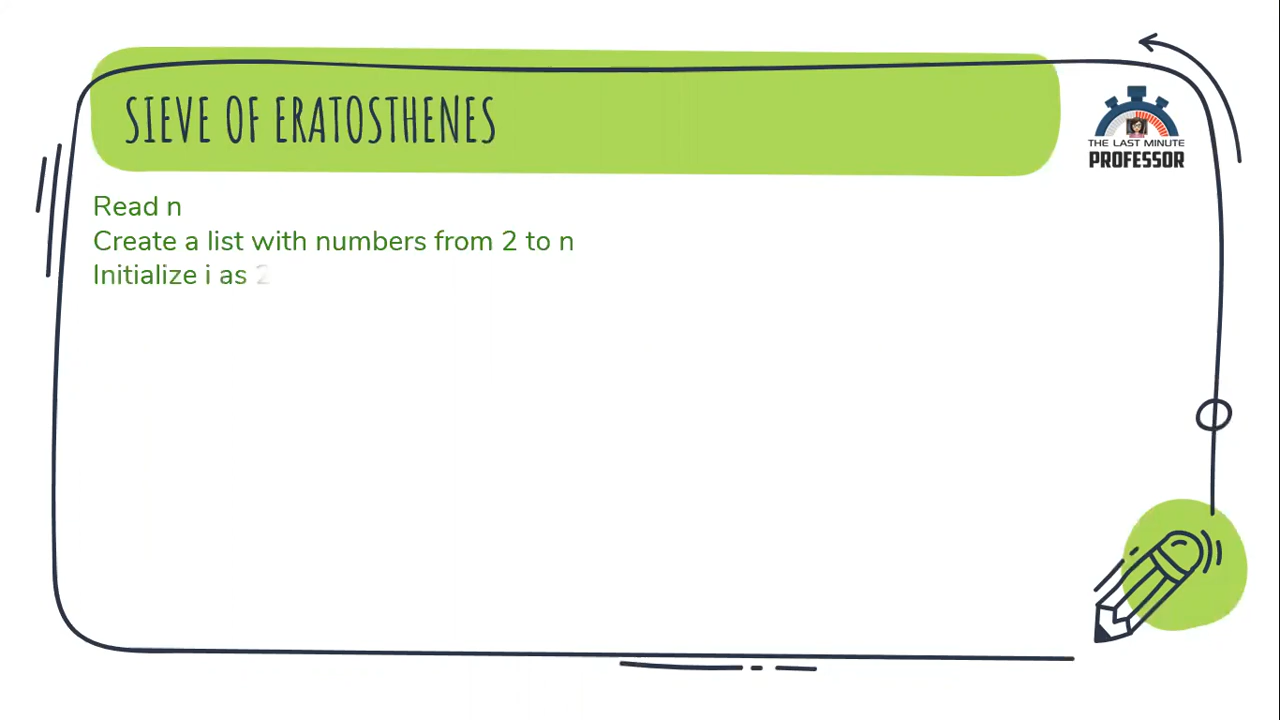 SIEVE OF ERATOSTHENES
THE LAST MINUTE
PROFESSOR
Read n
Create a list with numbers from 2 to n
Initialize i as 2